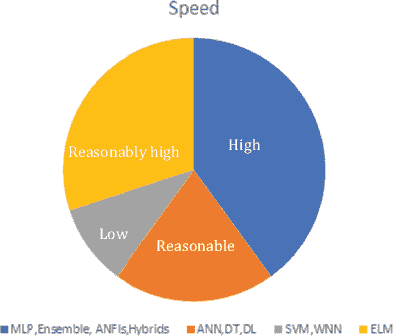 Speed
High
Reasonably high
Low
Reasonable
MLP,Ensemble, ANFIs,Hybrids ANN,DT,DL SVM,WNN ELM